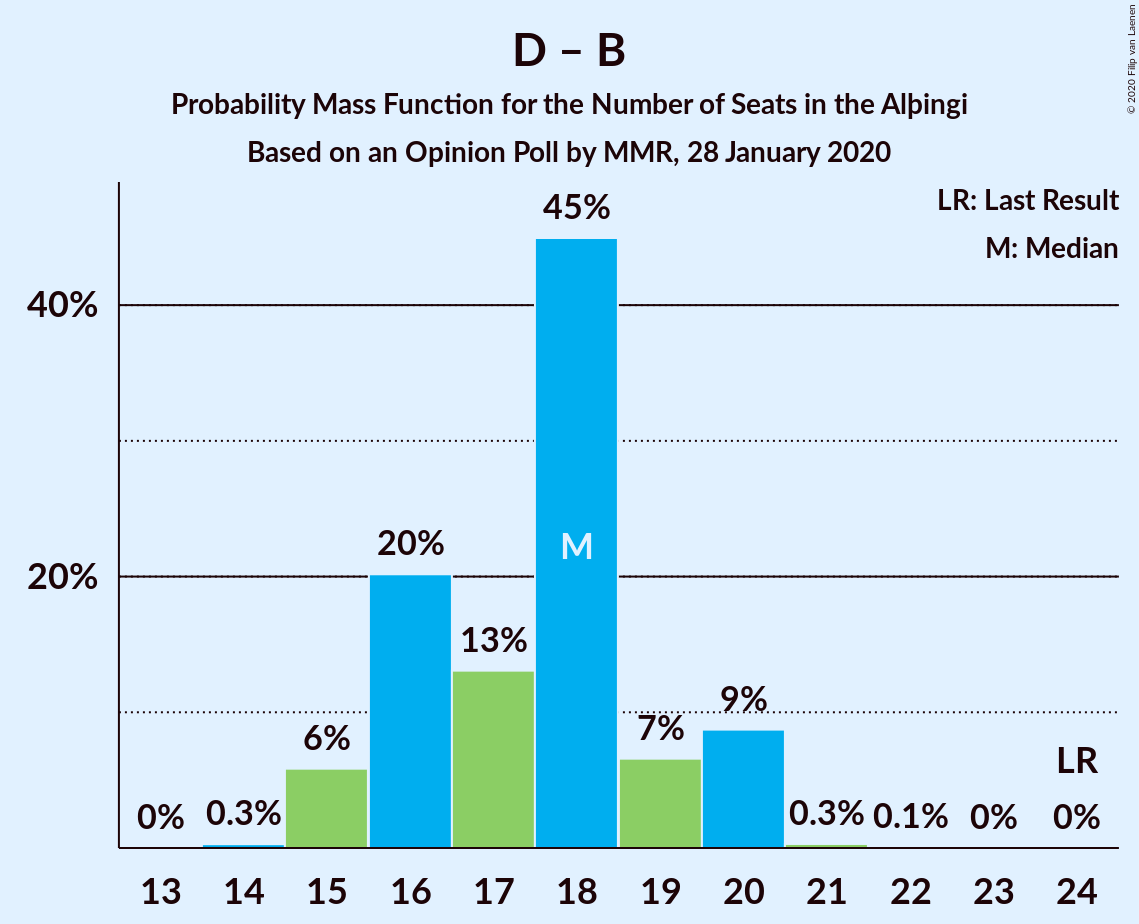 D – B
Probability Mass Function for the Number of Seats in the Alþingi
Based on an Opinion Poll by MMR, 28 January 2020
© 2020 Filip van Laenen
LR: Last Result
M: Median
40%
20%
0%
0.3%
6%
20%
13%
45%
M
7%
9%
0.3%
0.1%
0%
LR
0%
13 14 15 16 17 18 19 20 21 22 23 24